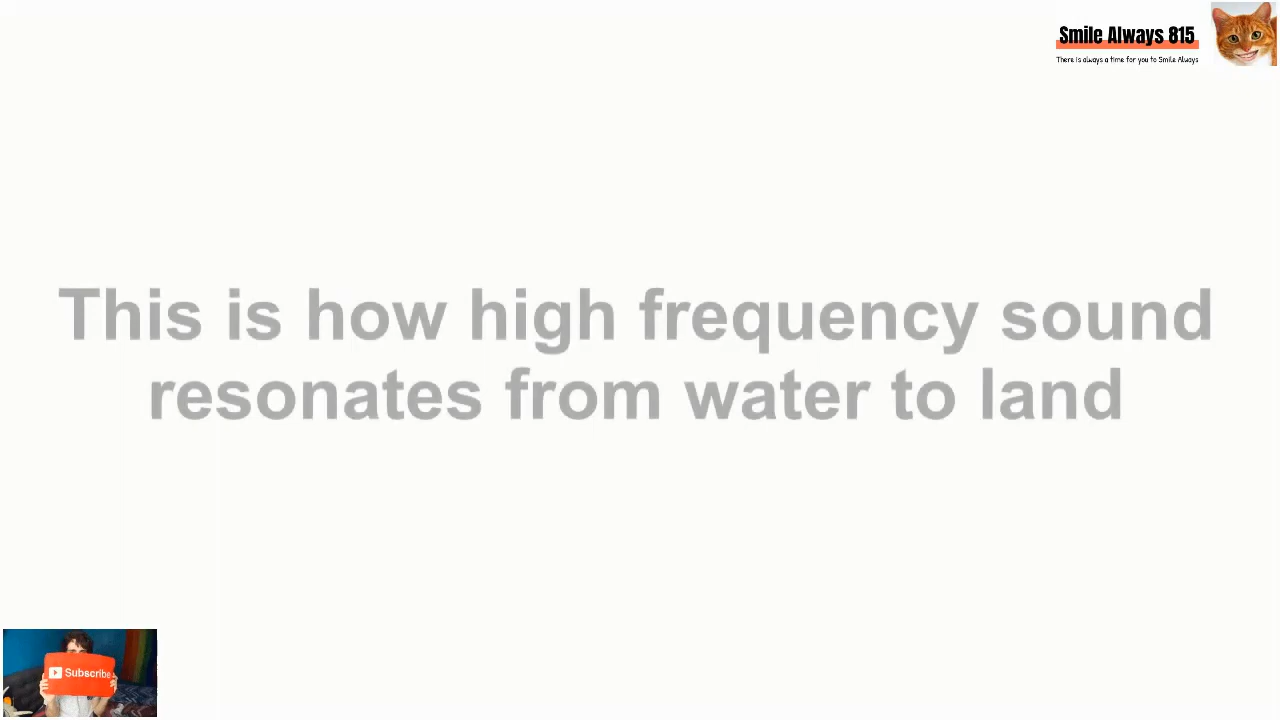 Smile Always 815
There is always a time for you to Smile Always
This is how high frequency sound
resonates from water to land
Subscribe